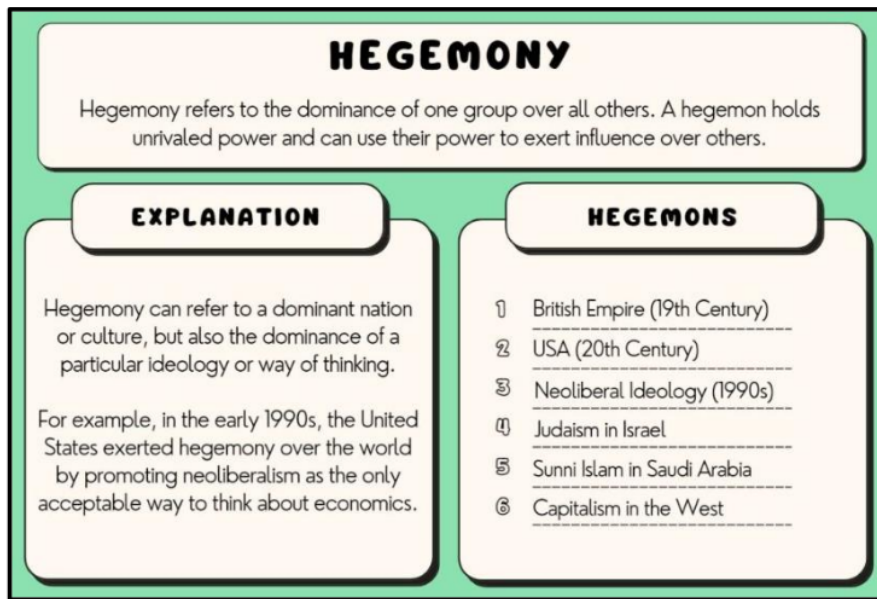 HEGEMONY
Hegemony refers to the dominance of one group over all others. A hegemon holds
unrivaled power and can use their power to exert influence over others.
EXPLANATION
Hegemony can refer to a dominant nation
or culture, but also the dominance of a
particular ideology or way of thinking.
For example, in the early 1990s, the United
States exerted hegemony over the world
by promoting neoliberalism as the only
acceptable way to think about economics.
HEGEMONS
1 British Empire (19th Century)
2 USA (20th Century)
3 Neoliberal Ideology (1990s)
4 Judaism in Israel
5 Sunni Islam in Saudi Arabia
6 Capitalism in the West